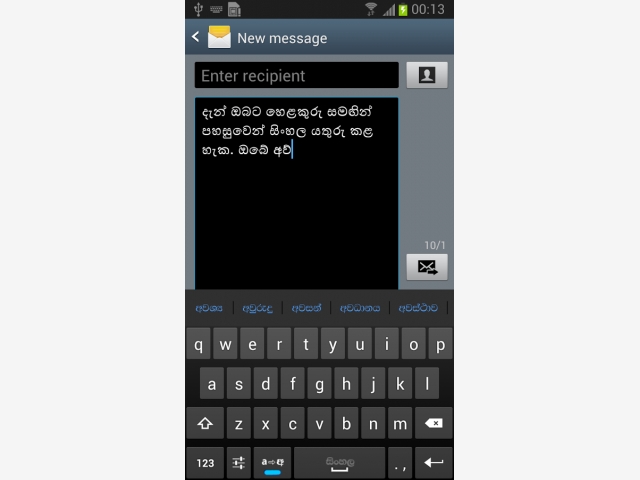 00:13
New message
Enter recipient
දැන් ඔබට හෙළකුරු සමඟින්
පහසුවෙන් සිංහල යතුරු කළ
හැක. ඔබේ අව්
10/1
අවශ්‍ය අවුරුදු අවසන් අවධානය අවස්ථාව
q w e r t y u i o p
a s d f g h j k l
z x c v b n m
123 සිංහල . ,